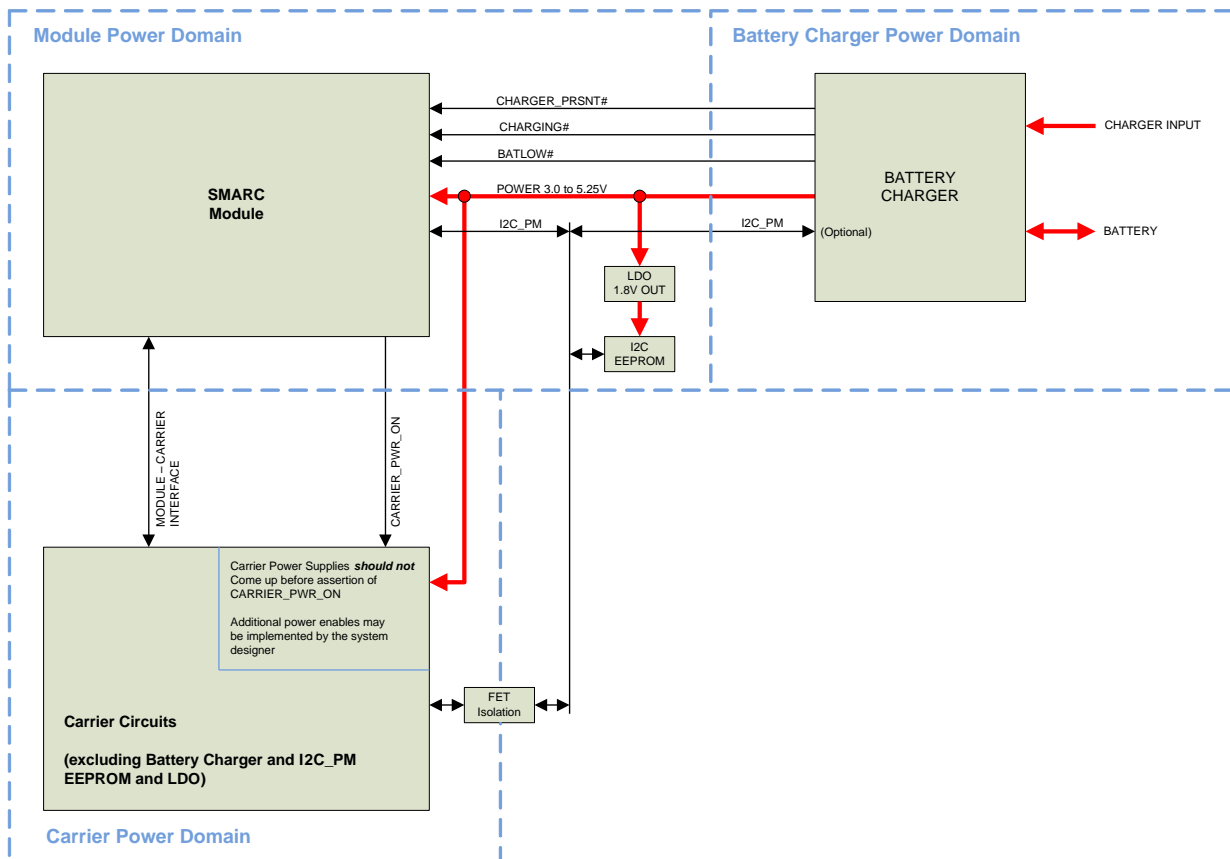 Module Power Domain
Battery Charger Power Domain
SMARC
Module
CHARGER_PRSNT#
CHARGING#
BATLOW#
POWER 3.0 to 5.25V
I2C_PM
I2C_PM
(Optional)
BATTERY
CHARGER
CHARGER INPUT
BATTERY
LDO
1.8V OUT
I2C
EEPROM
MODULE – CARRIER
INTERFACE
CARRIER_PWR_ON
Carrier Power Supplies should not
Come up before assertion of
CARRIER_PWR_ON
Additional power enables may
be implemented by the system
designer
FET
Isolation
Carrier Circuits
(excluding Battery Charger and I2C_PM
EEPROM and LDO)
Carrier Power Domain